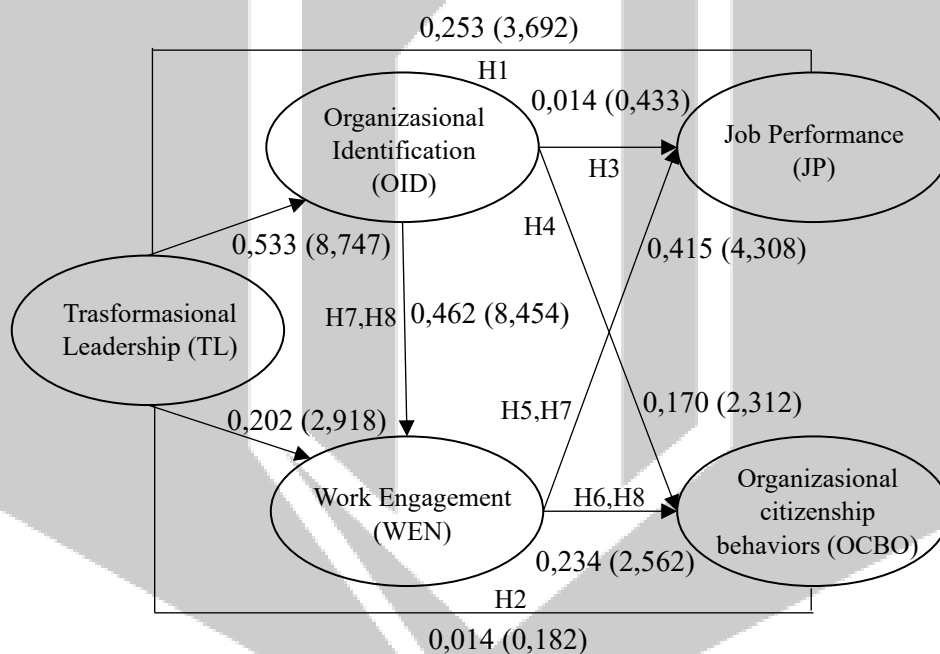 0,253 (3,692)
H1
Organizasional
Identification
(OID)
0,014 (0,433)
H3
Job Performance
(JP)
H4
0,533 (8,747)
0,415 (4,308)
Trasformasional
Leadership (TL)
H7,H8
0,462 (8,454)
0,202 (2,918)
H5,H7
0,170 (2,312)
Work Engagement
(WEN)
H6,H8
Organizasional
citizenship
behaviors (OCBO)
0,234 (2,562)
H2
0,014 (0,182)